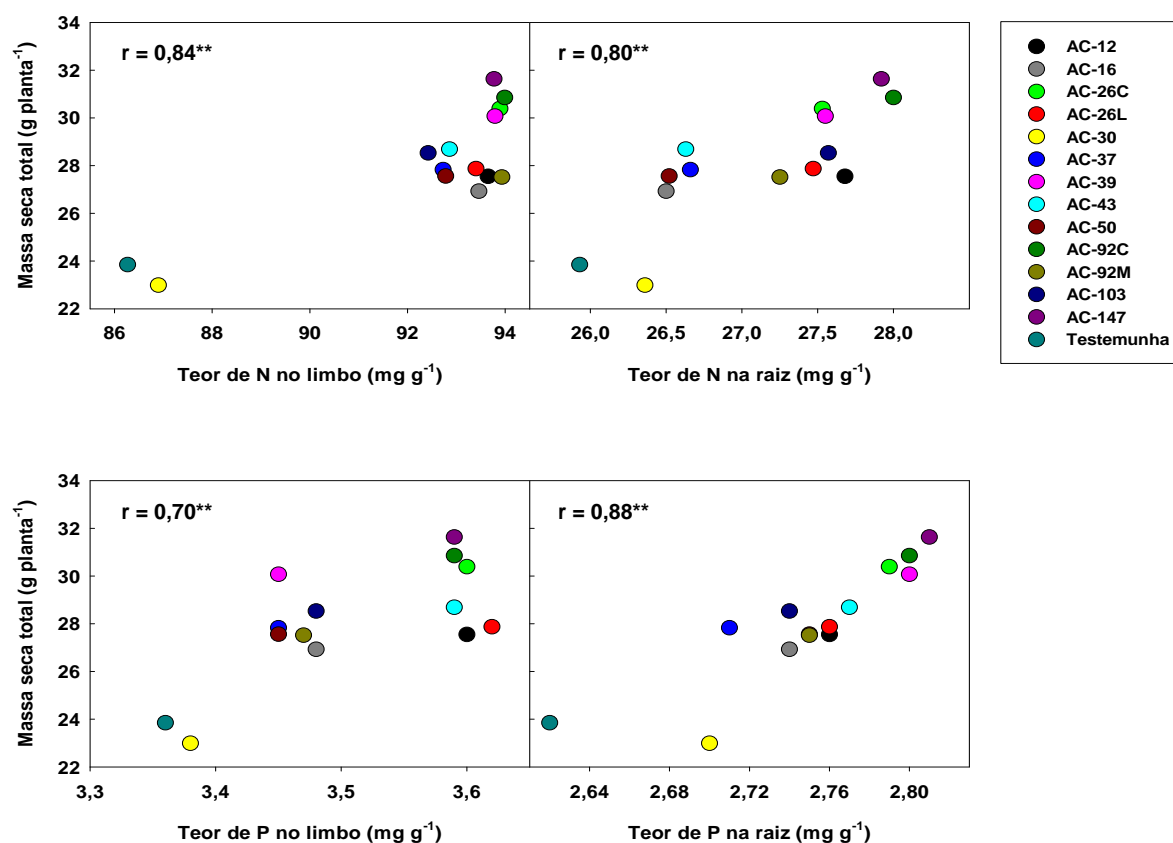 34
32
30
28
26
24
22
Massa seca total (g planta⁻¹)
r = 0,84**
r = 0,80**
86
88
90
92
94
26,0
26,5
27,0
27,5
28,0
Teor de N no limbo (mg g⁻¹)
Teor de N na raiz (mg g⁻¹)
AC-12
AC-16
AC-26C
AC-26L
AC-30
AC-37
AC-39
AC-43
AC-50
AC-92C
AC-92M
AC-103
AC-147
Testemunha
34
32
30
28
26
24
22
Massa seca total (g planta⁻¹)
r = 0,70**
r = 0,88**
3,3
3,4
3,5
3,6
2,64
2,68
2,72
2,76
2,80
Teor de P no limbo (mg g⁻¹)
Teor de P na raiz (mg g⁻¹)